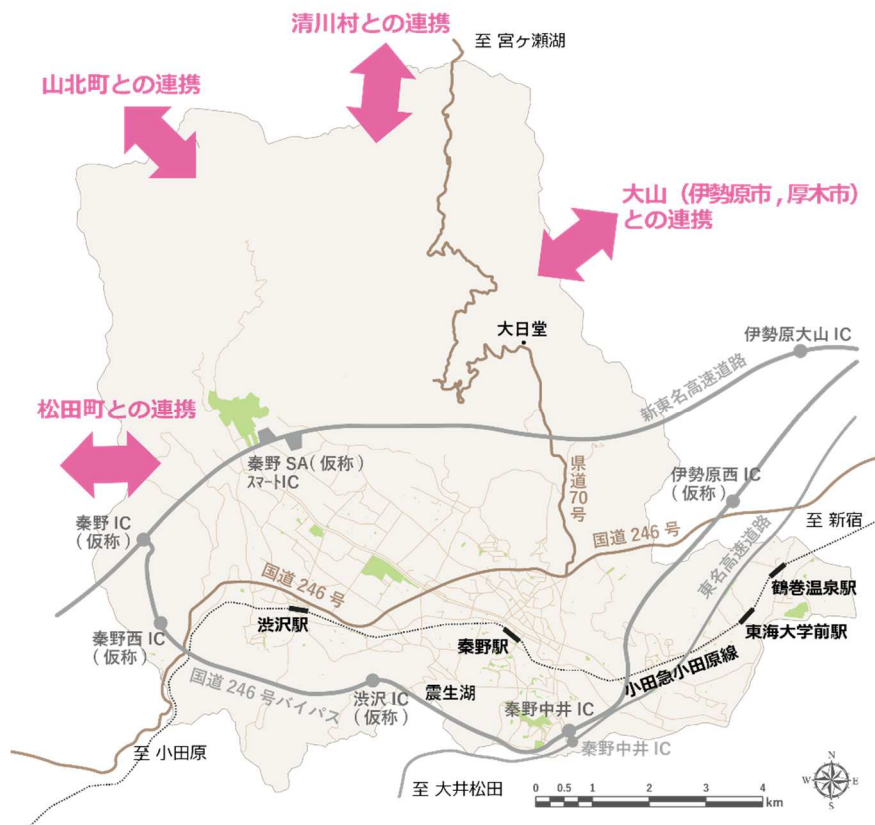 清川村との連携
至 宮ヶ瀬湖
山北町との連携
大山（伊勢原市，厚木市）
との連携
大日堂
伊勢原大山 IC
新東名高速道路
松田町との連携
秦野 SA（仮称）
スマートIC
県道70号
伊勢原西 IC
（仮称）
秦野 IC
（仮称）
国道 246 号
至 新宿
東名高速道路
国道 246 号
鶴巻温泉駅
渋沢駅
東海大学前駅
秦野西 IC
（仮称）
秦野駅
小田急小田原線
国道 246 号バイパス
渋沢 IC
（仮称）
震生湖
秦野中井 IC
秦野中井 IC
至 小田原
至 大井松田
N
W E
S
0 0.5 1 2 3 4
km